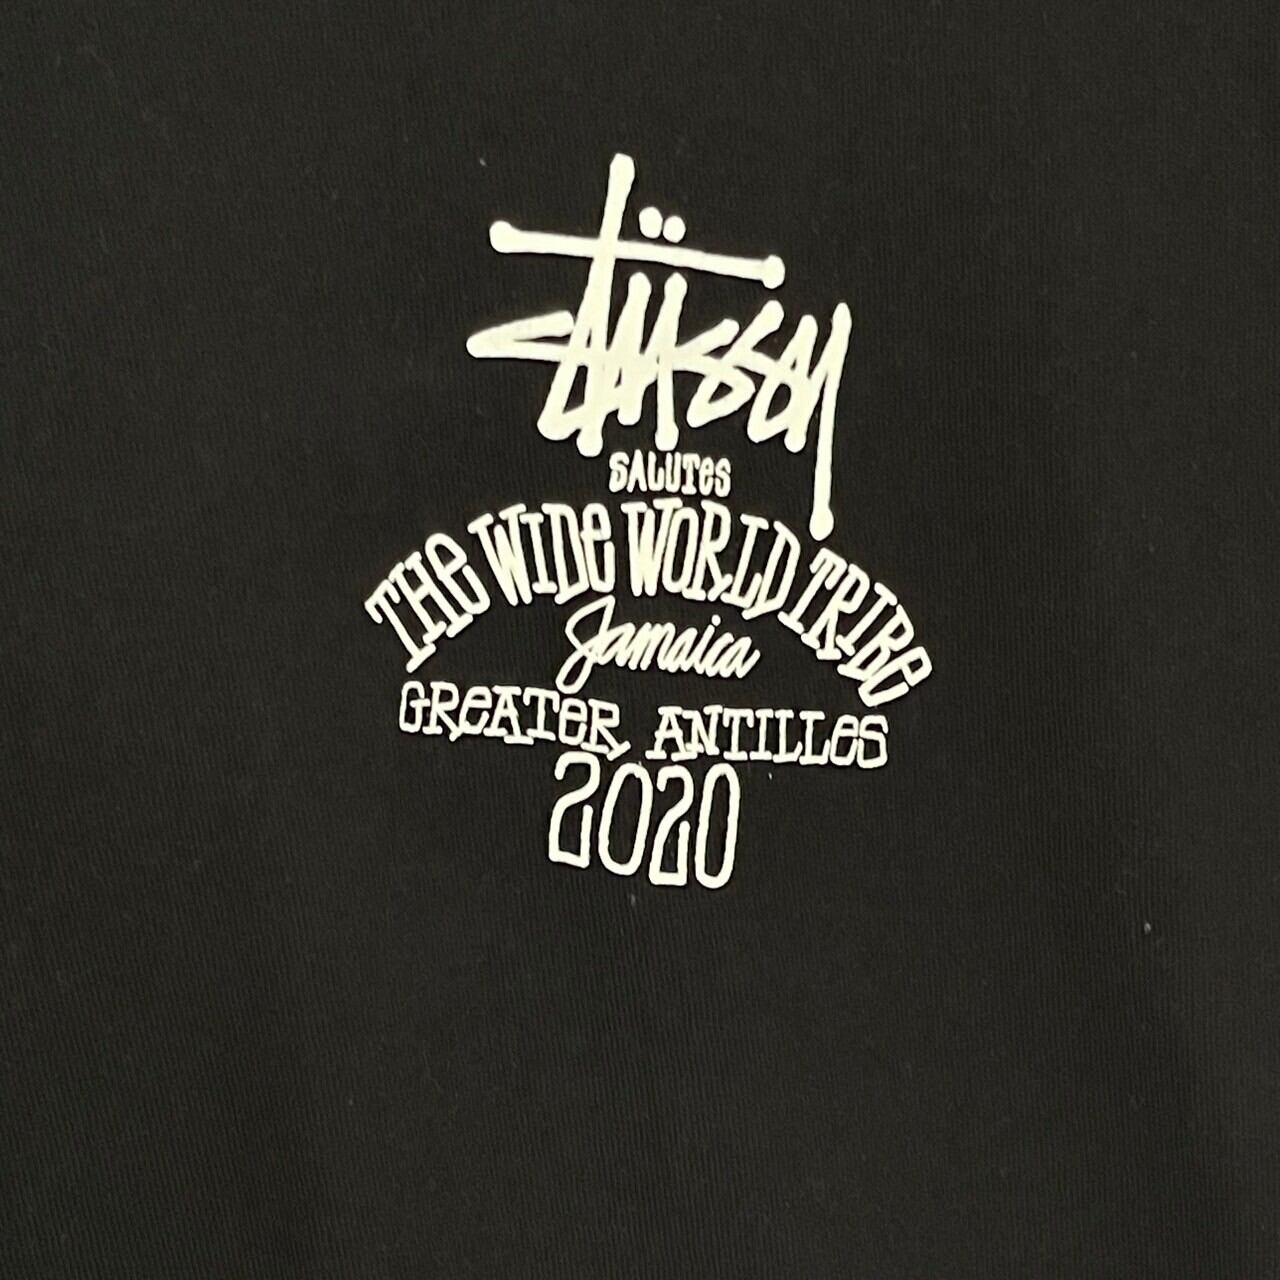 Stüssy
SALUTES
THE WIDE WORLD TRIBE
Jamaica
GREATER ANTILLES
2020